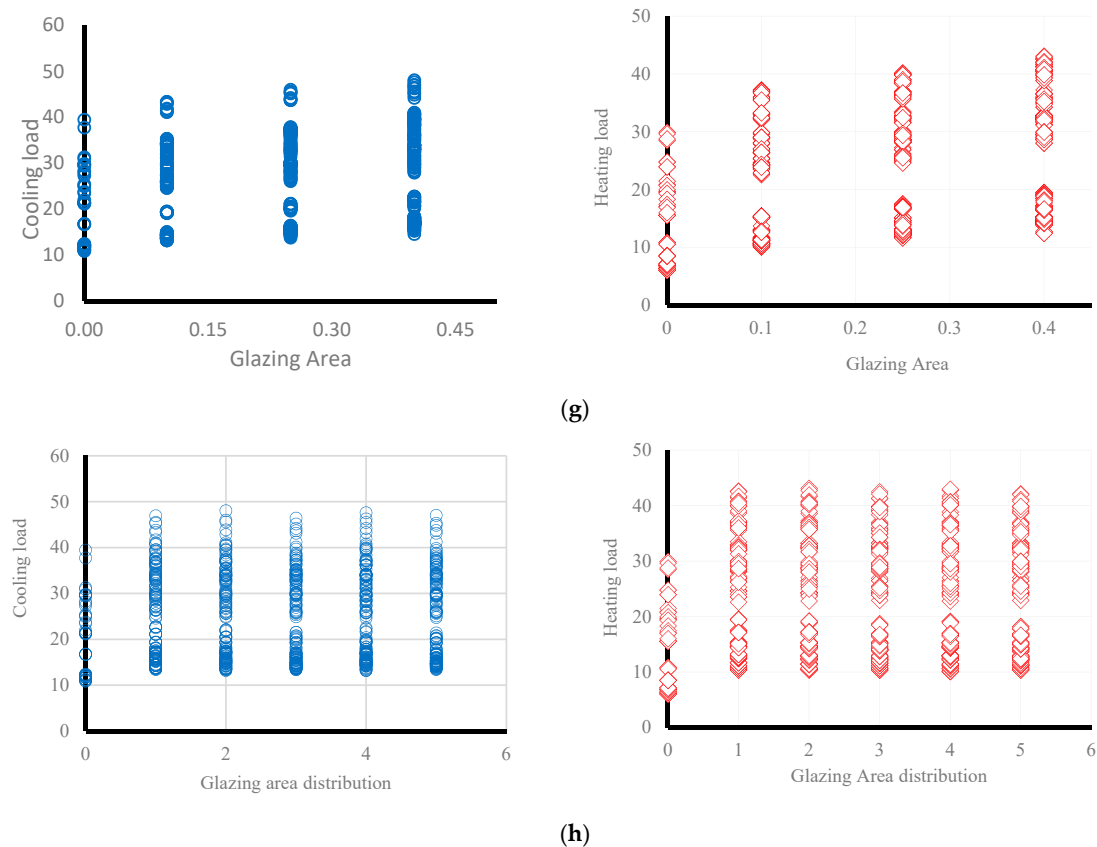 60
50
40
30
20
10
0
Cooling load
0.00 0.15 0.30 0.45
Glazing Area
50
40
30
20
10
0
Heating load
0 0.1 0.2 0.3 0.4
Glazing Area
(g)
60
50
40
30
20
10
0
Cooling load
0 2 4 6
Glazing area distribution
50
40
30
20
10
0
Heating load
0 1 2 3 4 5 6
Glazing Area distribution
(h)